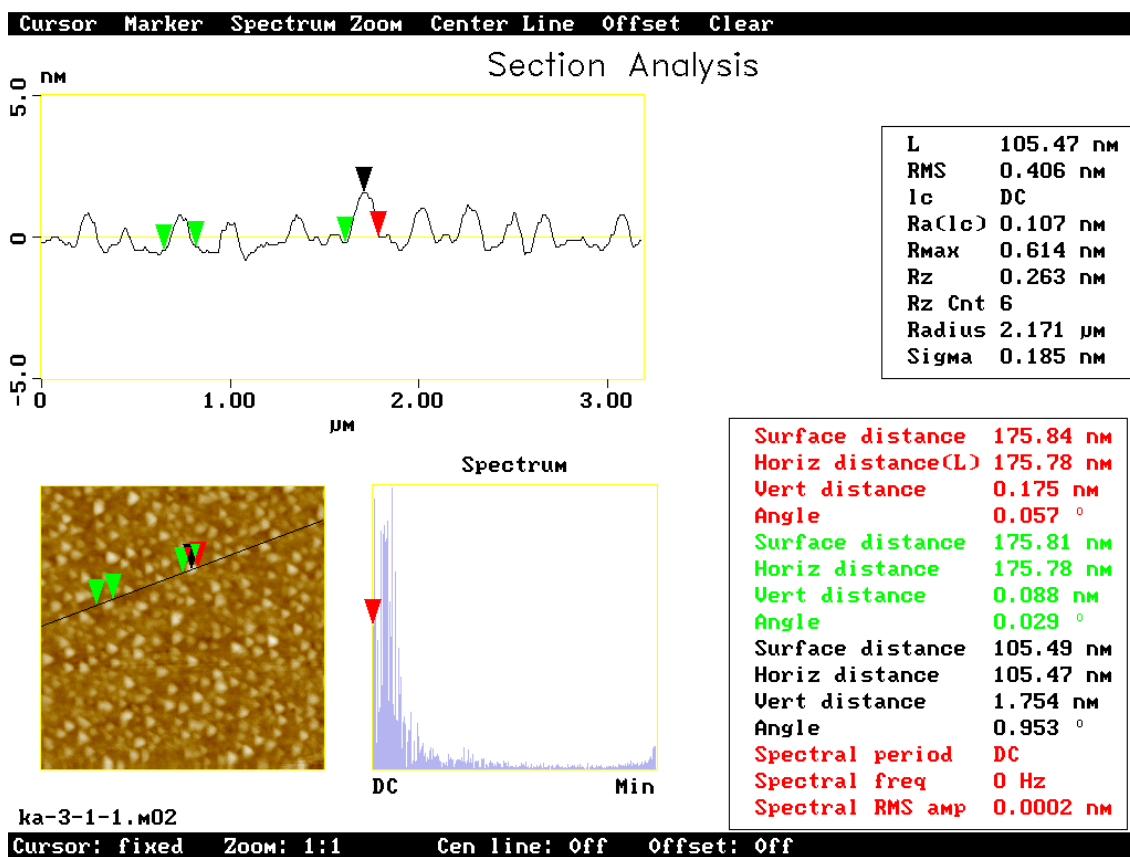 Cursor Marker Spectrum Zoom Center Line Offset Clear
Section Analysis
nm
5.0
0
-5.0
0 1.00 2.00 3.00
μm
L 105.47 nm
RMS 0.406 nm
lc DC
Ra(lc) 0.107 nm
Rmax 0.614 nm
Rz 0.263 nm
Rz Cnt 6
Radius 2.171 μm
Sigma 0.185 nm
Surface distance 175.84 nm
Horiz distance(L) 175.78 nm
Vert distance 0.175 nm
Angle 0.057 °
Surface distance 175.81 nm
Horiz distance 175.78 nm
Vert distance 0.088 nm
Angle 0.029 °
Surface distance 105.49 nm
Horiz distance 105.47 nm
Vert distance 1.754 nm
Angle 0.953 °
Spectral period DC
Spectral freq 0 Hz
Spectral RMS amp 0.0002 nm
Spectrum
DC Min
ka-3-1-1.m02
Cursor: fixed Zoom: 1:1 Cen line: Off Offset: Off